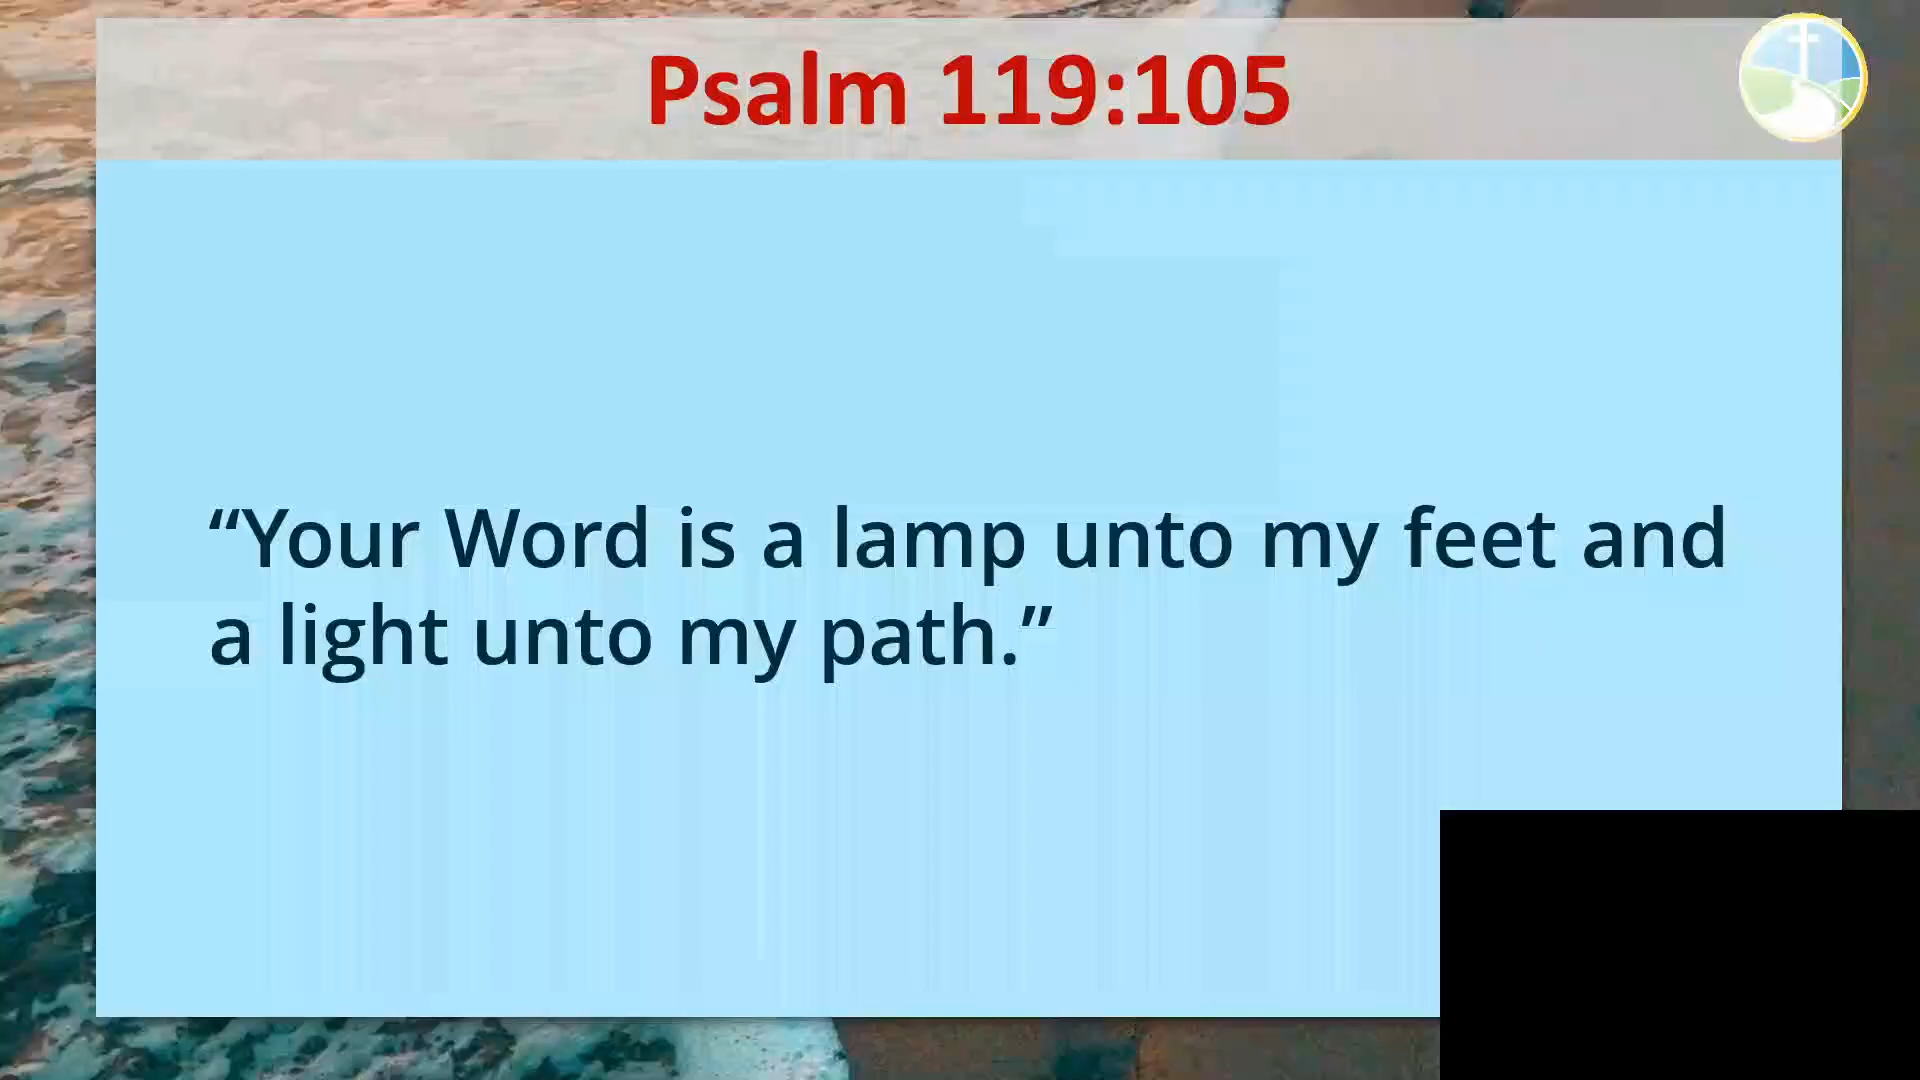 Psalm 119:105
“Your Word is a lamp unto my feet and
a light unto my path.”